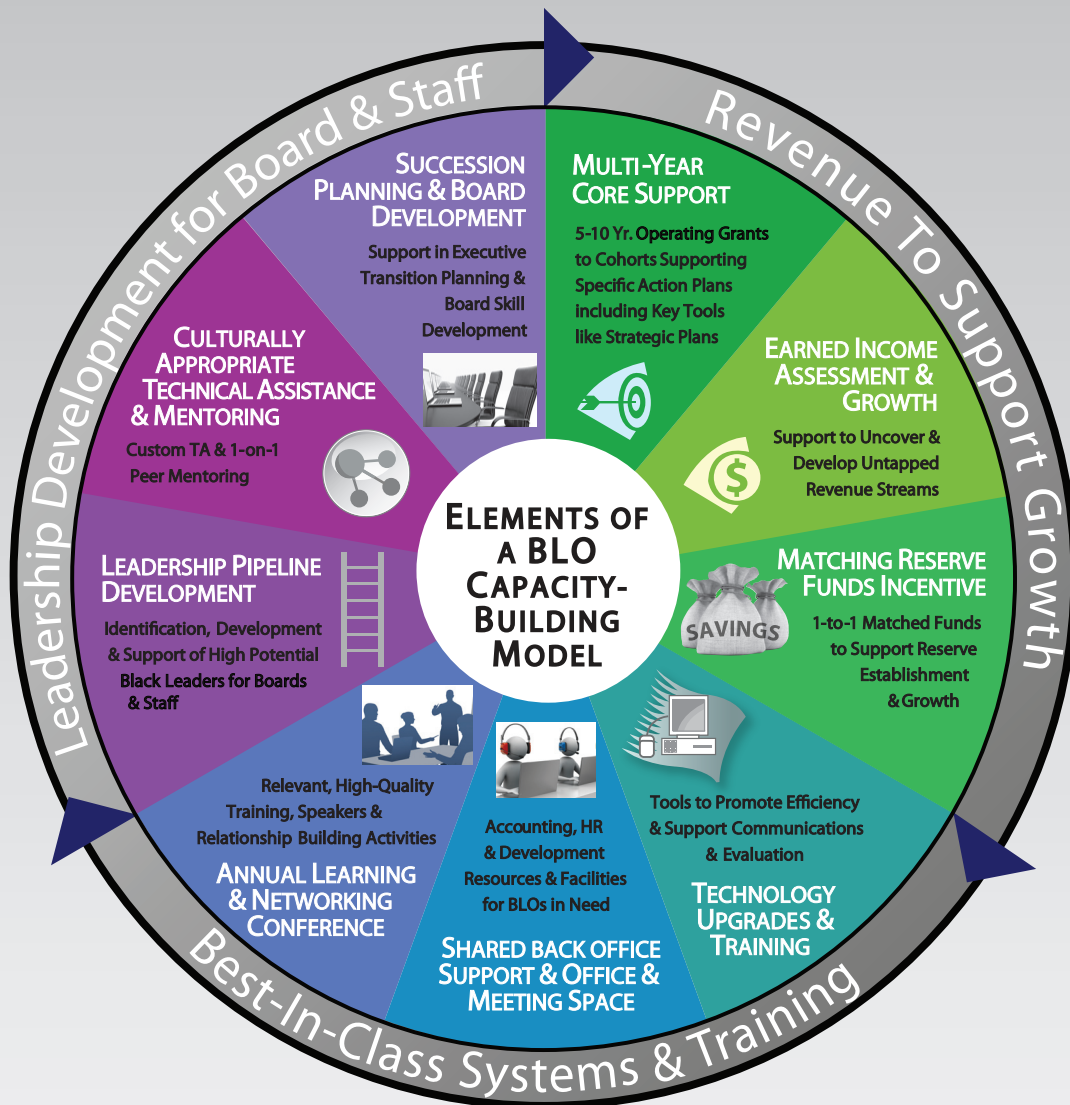 Leadership Development for Board & Staff
Revenue To Support Growth
Best-In-Class Systems & Training
ELEMENTS OF
A BLO
CAPACITY-
BUILDING
MODEL
MULTI-YEAR
CORE SUPPORT
5-10 Yr. Operating Grants
to Cohorts Supporting
Specific Action Plans
including Key Tools
like Strategic Plans
EARNED INCOME
ASSESSMENT &
GROWTH
Support to Uncover &
Develop Untapped
Revenue Streams
$
MATCHING RESERVE
FUNDS INCENTIVE
1-to-1 Matched Funds
to Support Reserve
Establishment
& Growth
SAVINGS
Tools to Promote Efficiency
& Support Communications
& Evaluation
TECHNOLOGY
UPGRADES &
TRAINING
Accounting, HR
& Development
Resources & Facilities
for BLOs in Need
SHARED BACK OFFICE
SUPPORT & OFFICE &
MEETING SPACE
Relevant, High-Quality
Training, Speakers &
Relationship Building Activities
ANNUAL LEARNING
& NETWORKING
CONFERENCE
LEADERSHIP PIPELINE
DEVELOPMENT
Identification, Development
& Support of High Potential
Black Leaders for Boards
& Staff
CULTURALLY
APPROPRIATE
TECHNICAL ASSISTANCE
& MENTORING
Custom TA & 1-on-1
Peer Mentoring
SUCCESSION
PLANNING & BOARD
DEVELOPMENT
Support in Executive
Transition Planning &
Board Skill
Development